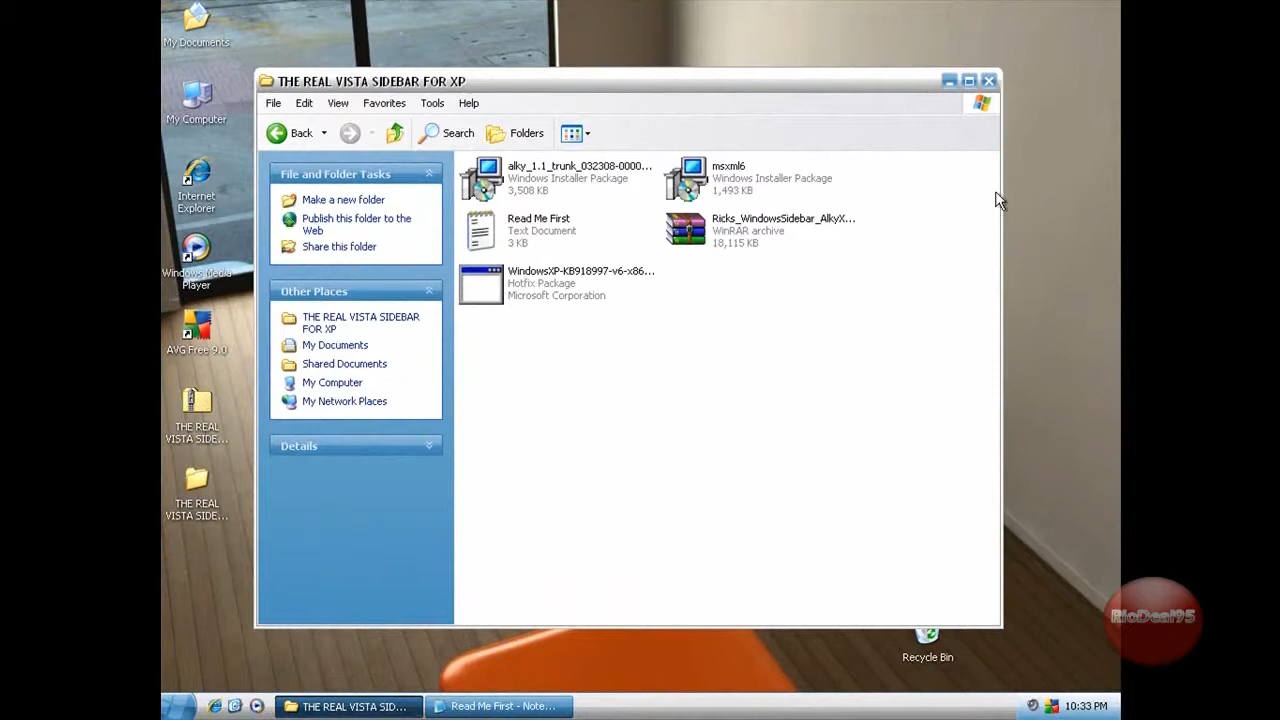 My Documents
My Computer
Internet
Explorer
Windows Media
Player
AVG Free 9.0
THE REAL
VISTA SIDE...
THE REAL
VISTA SIDE...
THE REAL VISTA SIDEBAR FOR XP
File Edit View Favorites Tools Help
Back Search Folders
File and Folder Tasks
Make a new folder
Publish this folder to the
Web
Share this folder
Other Places
THE REAL VISTA SIDEBAR
FOR XP
My Documents
Shared Documents
My Computer
My Network Places
Details
alky_1.1_trunk_032308-0000...
Windows Installer Package
3,508 KB
msxml6
Windows Installer Package
1,493 KB
Read Me First
Text Document
3 KB
Ricks_WindowsSidebar_AlkyX...
WinRAR archive
18,115 KB
WindowsXP-KB918997-v6-x86...
Hotfix Package
Microsoft Corporation
RioDeal95
Recycle Bin
THE REAL VISTA SID...
Read Me First - Note...
10:33 PM